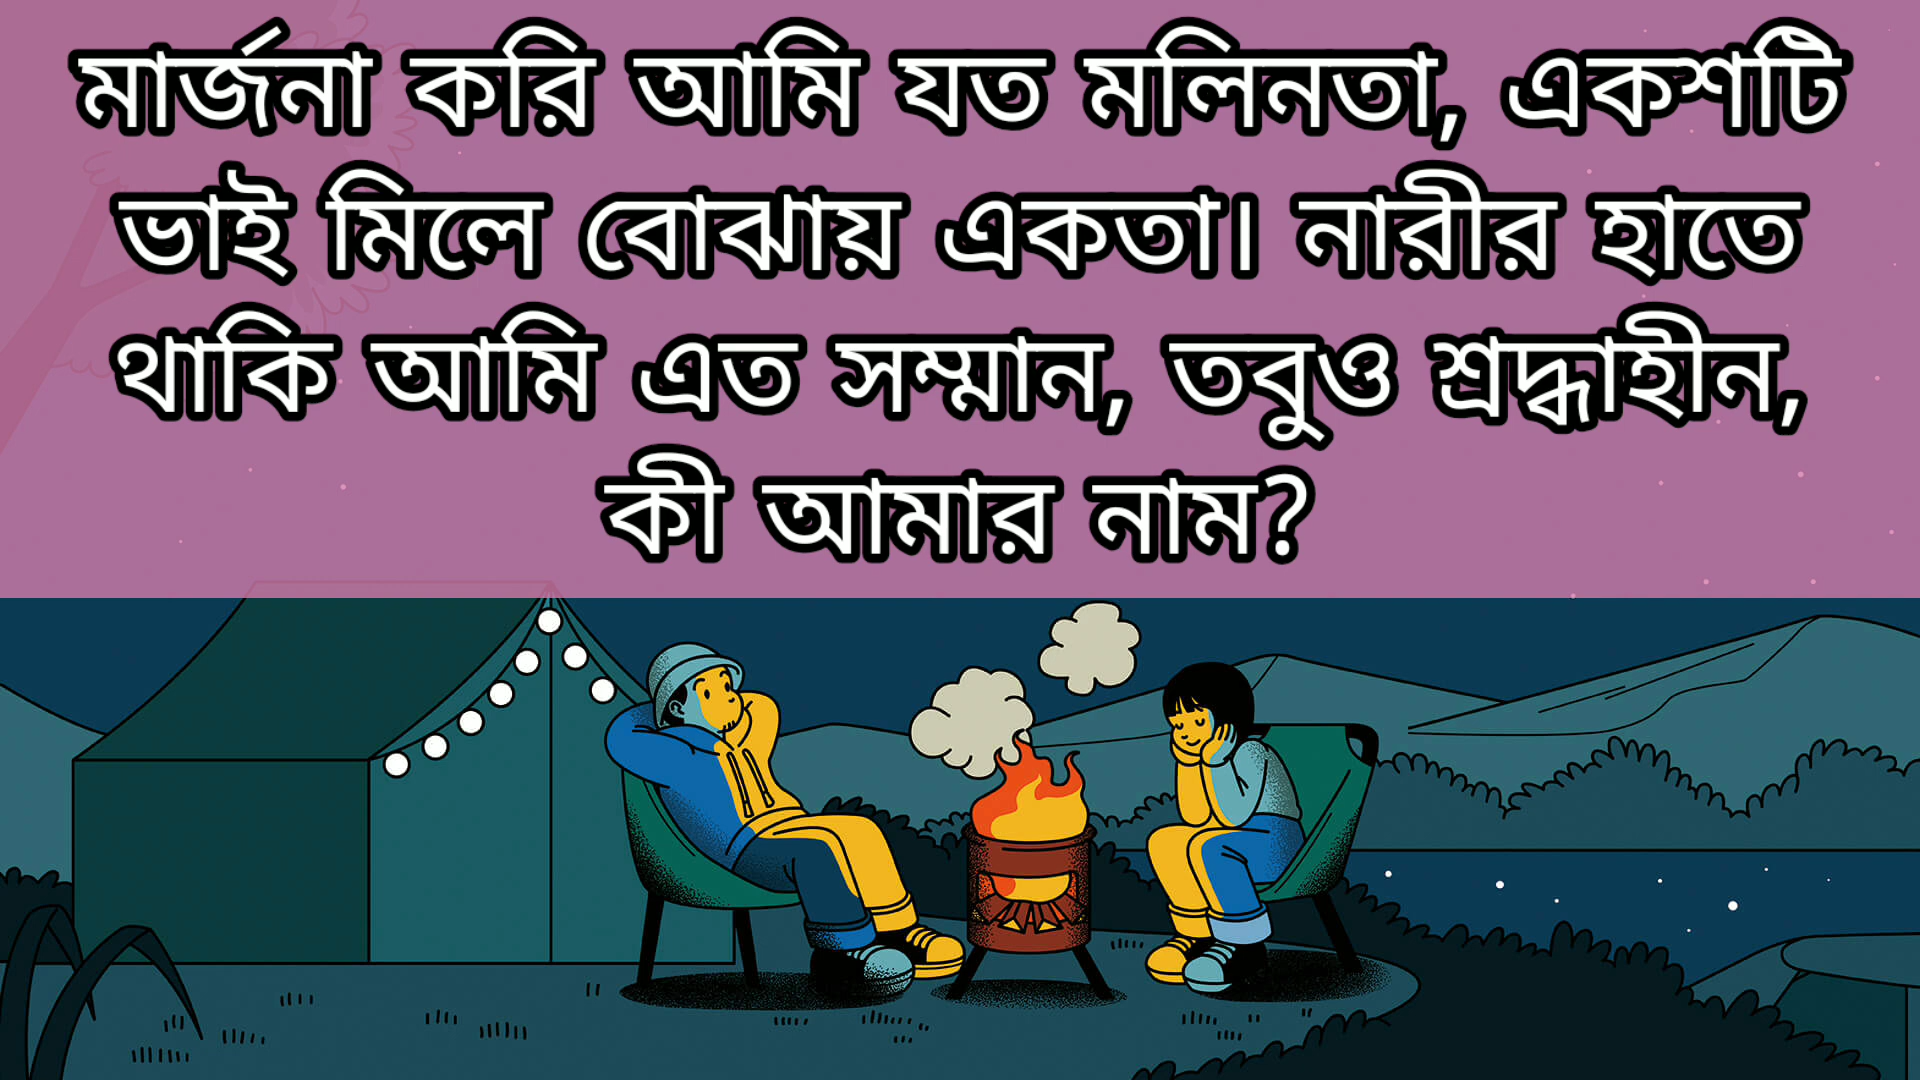 মার্জনা করি আমি যত মলিনতা, একশটি
ভাই মিলে বোঝায় একতা। নারীর হাতে
থাকি আমি এত সম্মান, তবুও শ্রদ্ধাহীন,
কী আমার নাম?